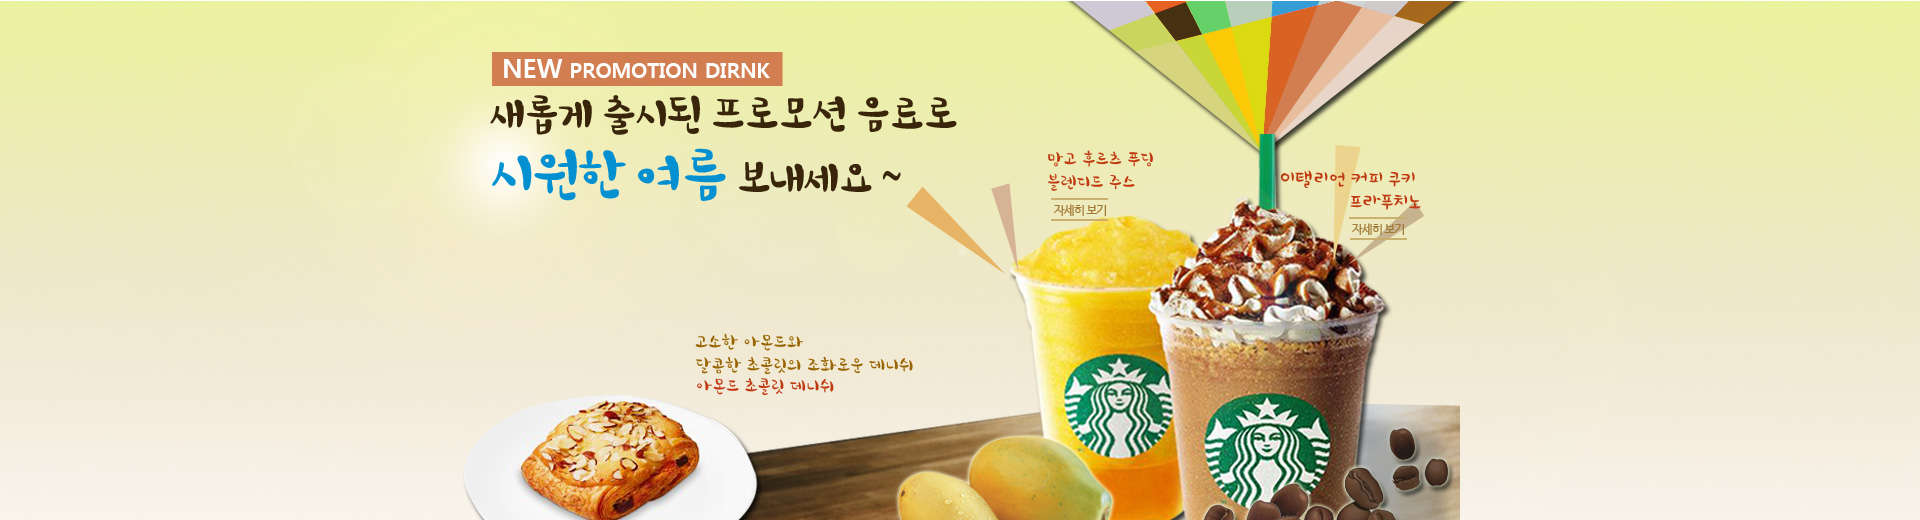 NEW PROMOTION DIRNK
새롭게 출시된 프로모션 음료로
시원한 여름 보내세요~
망고 후르츠 푸딩
블렌디드 주스
자세히 보기
이탤리언 커피 쿠키
프라푸치노
자세히 보기
고소한 아몬드와
달콤한 초콜릿의 조화로운 데니쉬
아몬드 초콜릿 데니쉬